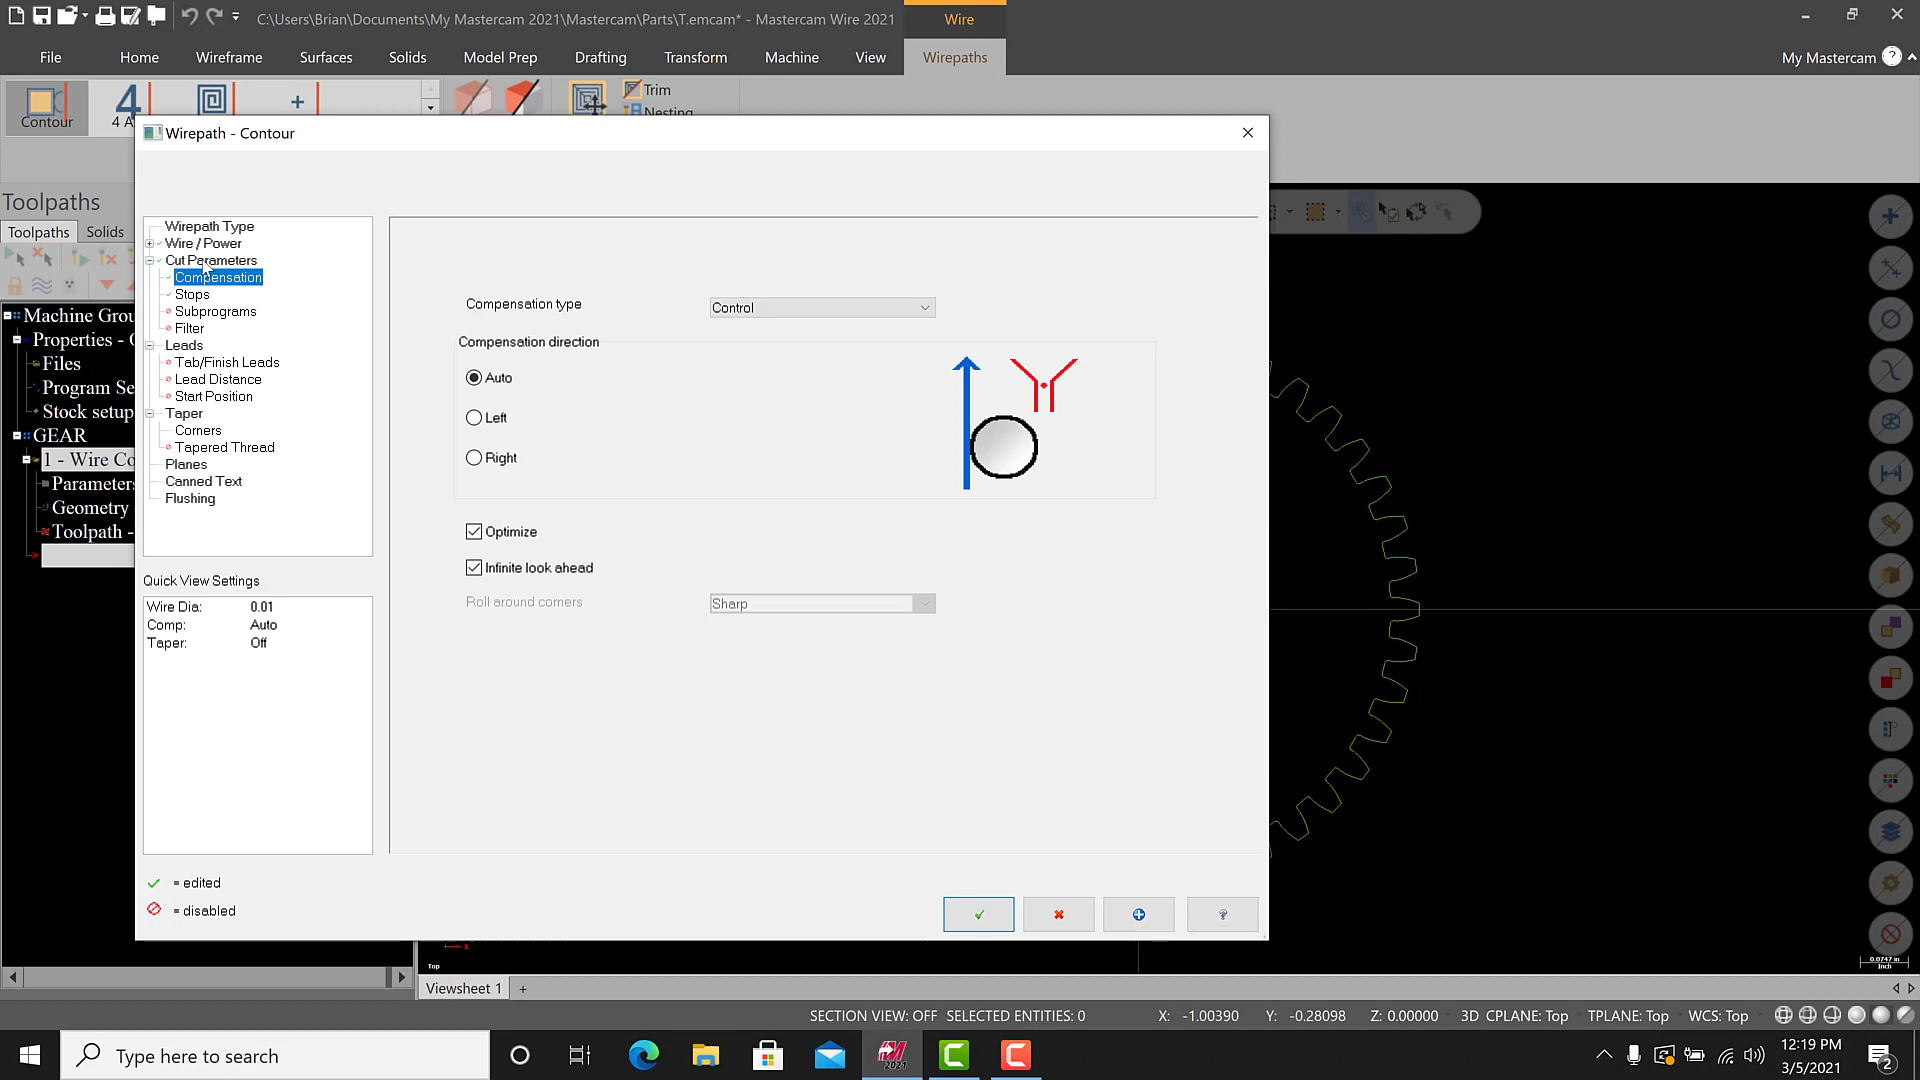 C:\Users\Brian\Documents\My Mastercam 2021\Mastercam\Parts\T.emcam* - Mastercam Wire 2021
Wire
File Home Wireframe Surfaces Solids Model Prep Drafting Transform Machine View Wirepaths
My Mastercam
Contour
4 A
Trim
Nesting
Wirepath - Contour
Toolpaths
Toolpaths Solids
Machine Grou
Properties -
Files
Program Se
Stock setup
GEAR
1 - Wire Co
Parameters
Geometry
Toolpath -
Wirepath Type
Wire / Power
Cut Parameters
Compensation
Stops
Subprograms
Filter
Leads
Tab/Finish Leads
Lead Distance
Start Position
Taper
Corners
Tapered Thread
Planes
Canned Text
Flushing
Quick View Settings
Wire Dia: 0.01
Comp: Auto
Taper: Off
= edited
= disabled
Compensation type Control
Compensation direction
Auto
Left
Right
Optimize
Infinite look ahead
Roll around corners Sharp
?
Top
0.0747 in
Inch
Viewsheet 1 +
SECTION VIEW: OFF SELECTED ENTITIES: 0 X: -1.00390 Y: -0.28098 Z: 0.00000 3D CPLANE: Top TPLANE: Top WCS: Top
Type here to search
2021
12:19 PM
3/5/2021
2